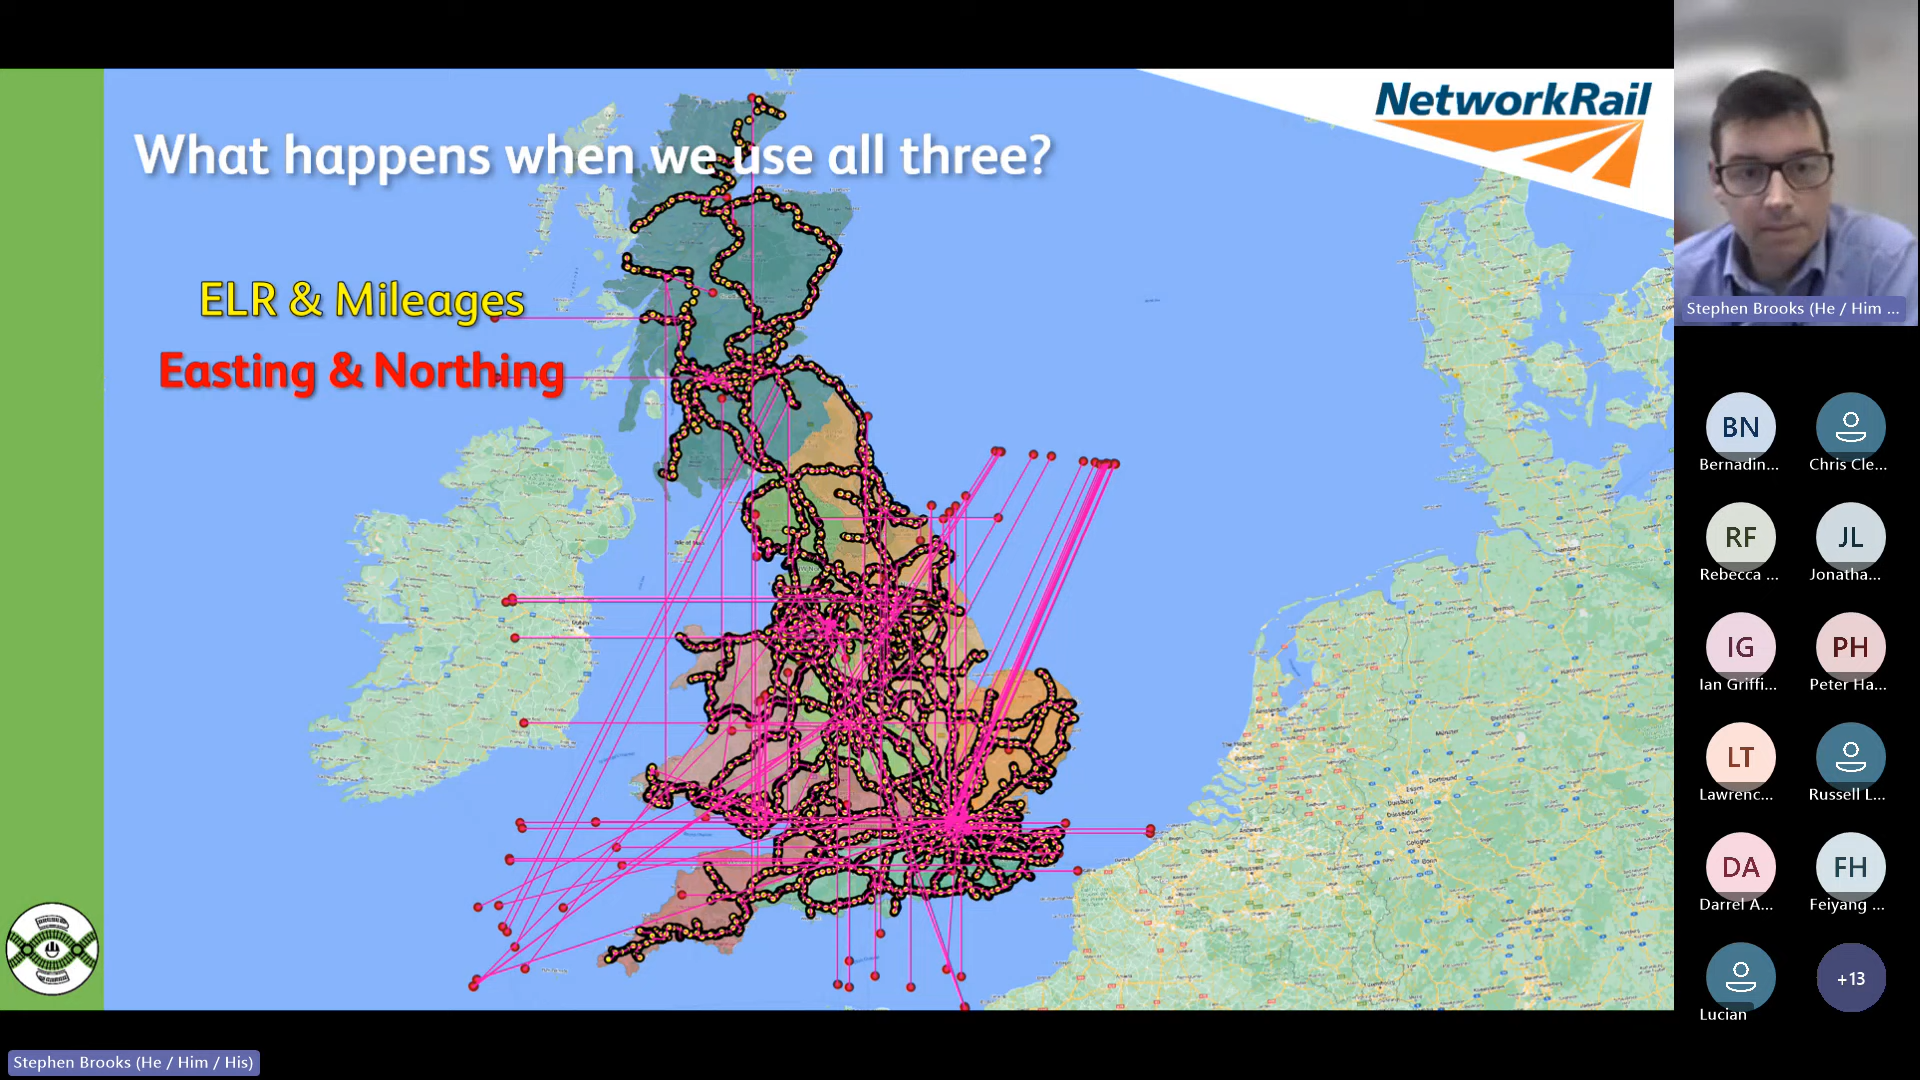 What happens when we use all three?
NetworkRail
ELR & Mileages
Easting & Northing
Stephen Brooks (He / Him ...
BN
Bernadin...
Chris Cle...
RF
Rebecca ...
JL
Jonatha...
IG
Ian Griffi...
PH
Peter Ha...
LT
Lawrenc...
Russell L...
DA
Darrel A...
FH
Feiyang ...
Lucian
+13
Stephen Brooks (He / Him / His)